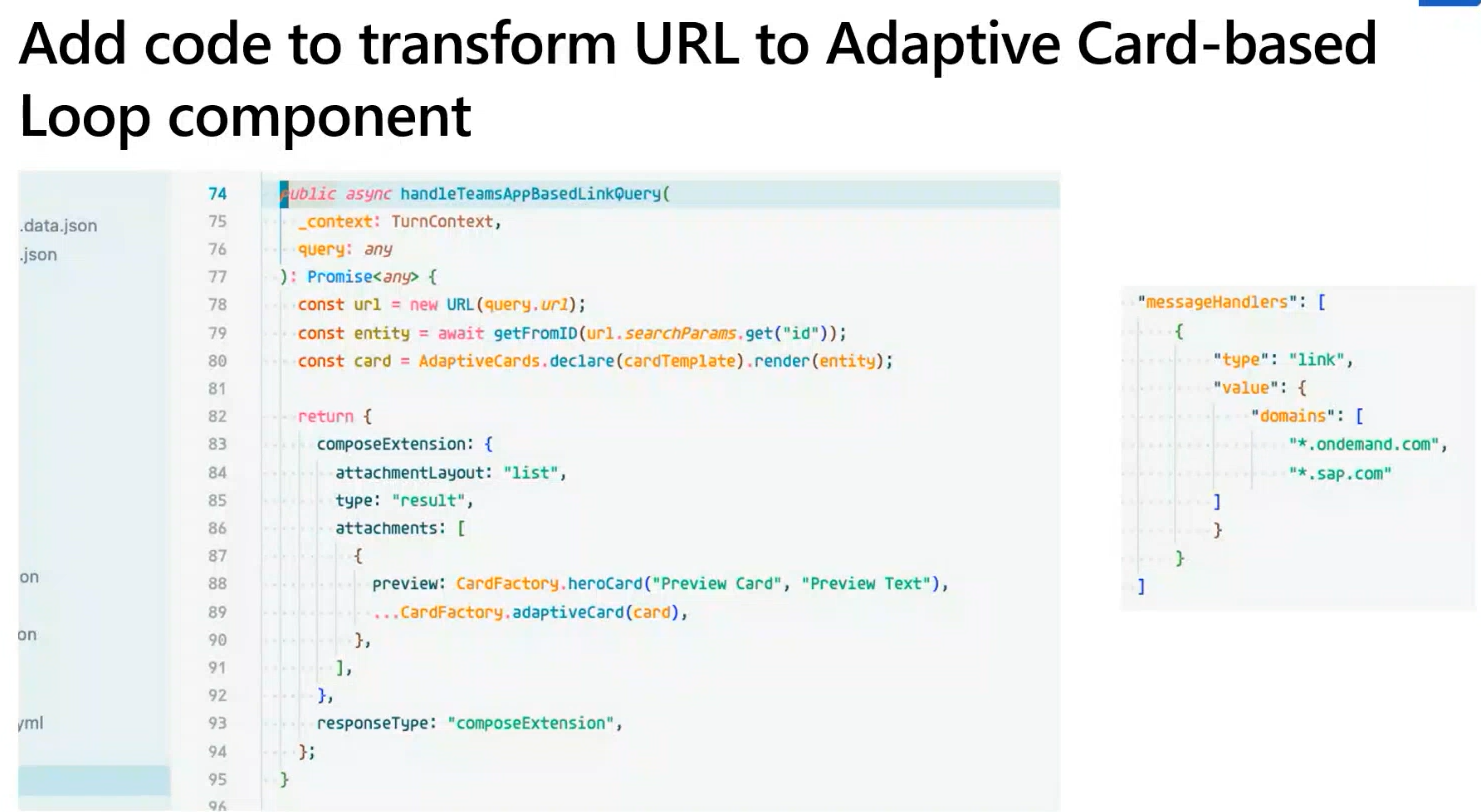 Add code to transform URL to Adaptive Card-based
Loop component
.data.json
.json
on
on
yml
74 public async handleTeamsAppBasedLinkQuery(
75 _context: TurnContext,
76 query: any
77 ): Promise<any> {
78 const url = new URL(query.url);
79 const entity = await getFromID(url.searchParams.get("id"));
80 const card = AdaptiveCards.declare(cardTemplate).render(entity);
81
82 return {
83 composeExtension: {
84 attachmentLayout: "list",
85 type: "result",
86 attachments: [
87 {
88 preview: CardFactory.heroCard("Preview Card", "Preview Text"),
89 ...CardFactory.adaptiveCard(card),
90 },
91 ],
92 },
93 responseType: "composeExtension",
94 };
95 }
96
"messageHandlers": [
{
"type": "link",
"value": {
"domains": [
"*.ondemand.com",
"*.sap.com"
]
}
}
]